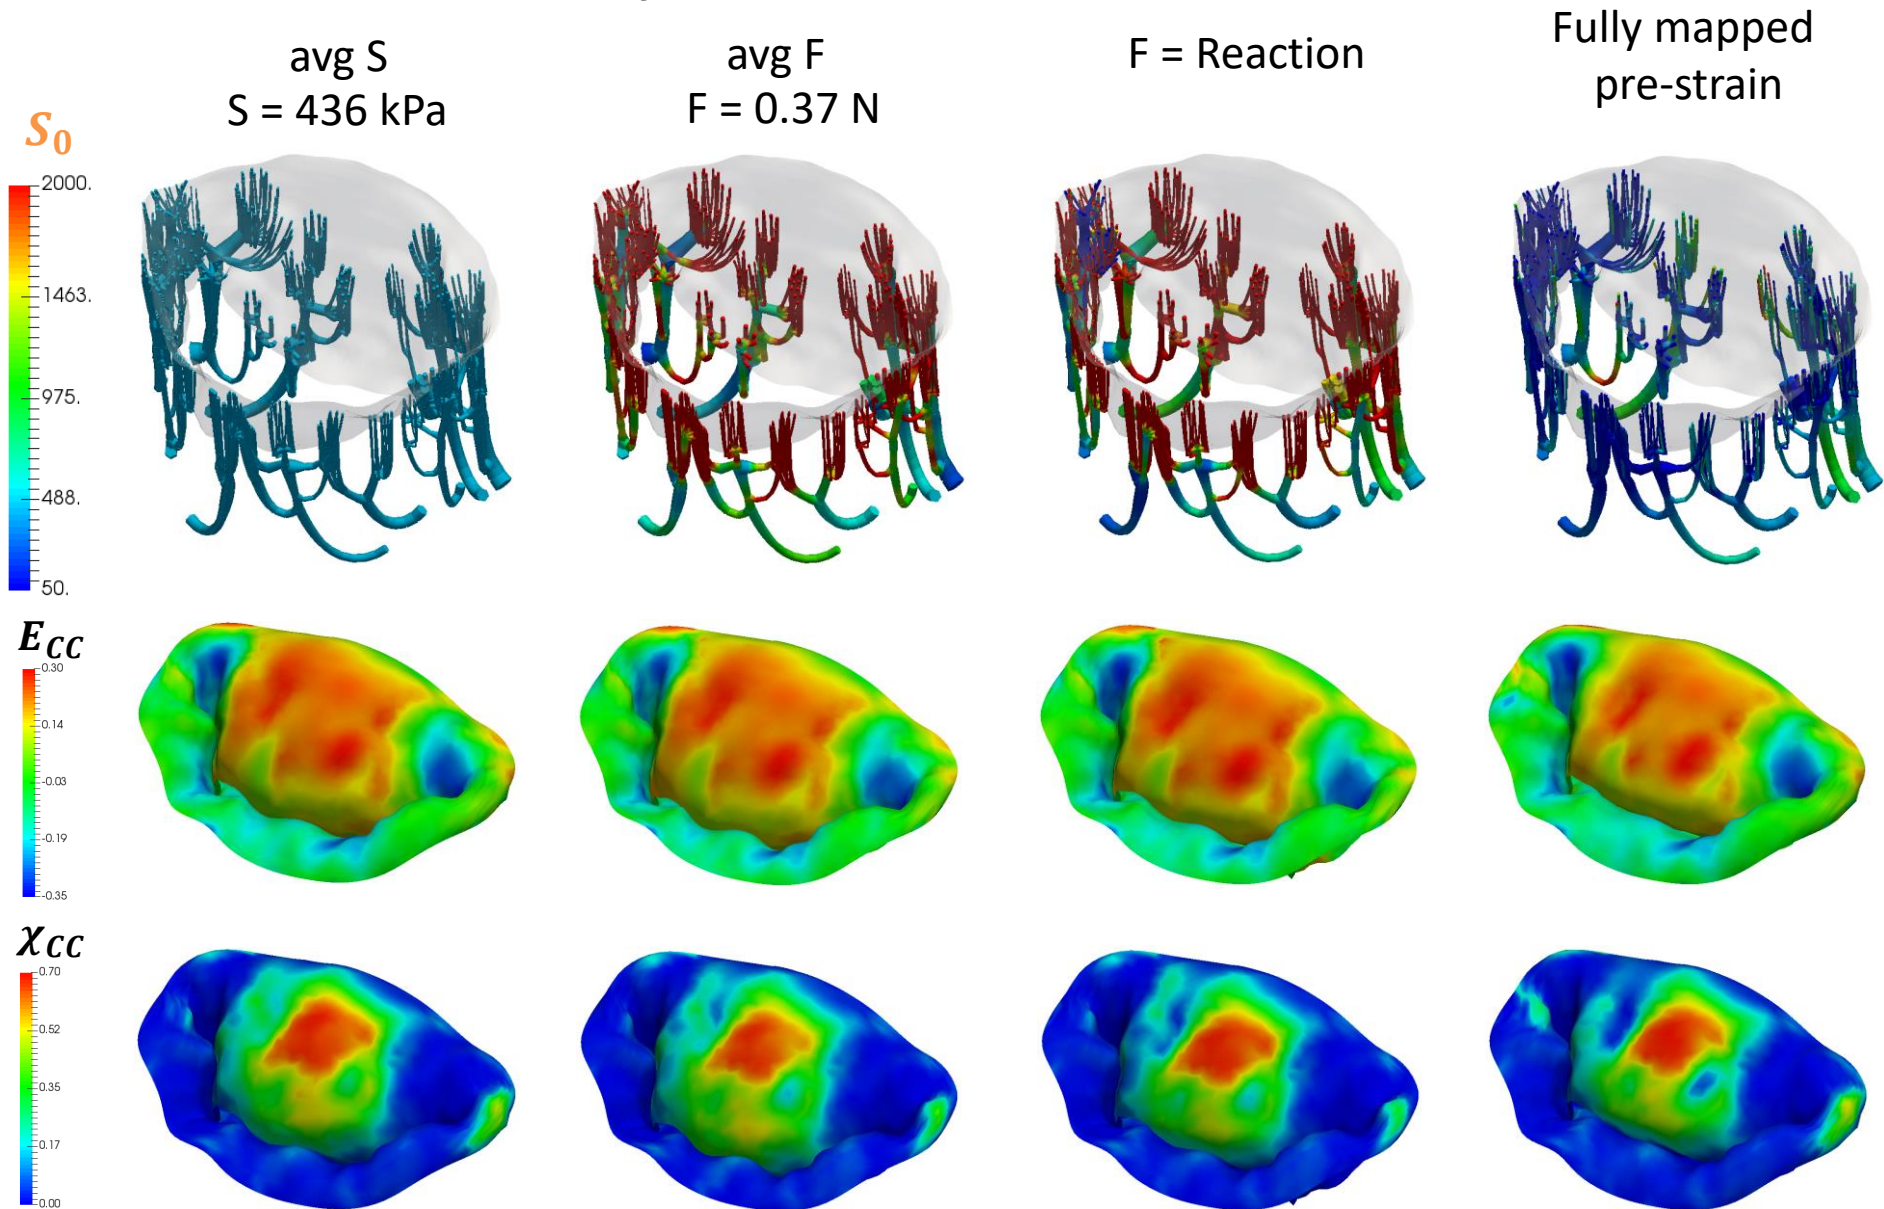 avg S
S = 436 kPa
avg F
F = 0.37 N
F = Reaction
Fully mapped
pre-strain
S0
2000.
1463.
975.
488.
50.
ECC
0.30
0.14
-0.03
-0.19
-0.35
χCC
0.70
0.52
0.35
0.17
0.00